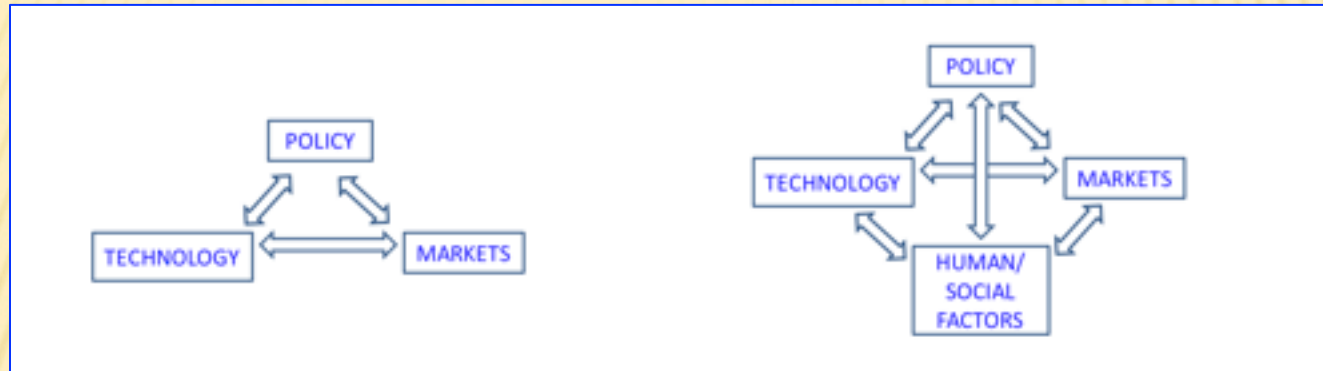 POLICY
TECHNOLOGY
MARKETS
POLICY
TECHNOLOGY
MARKETS
HUMAN/
SOCIAL
FACTORS